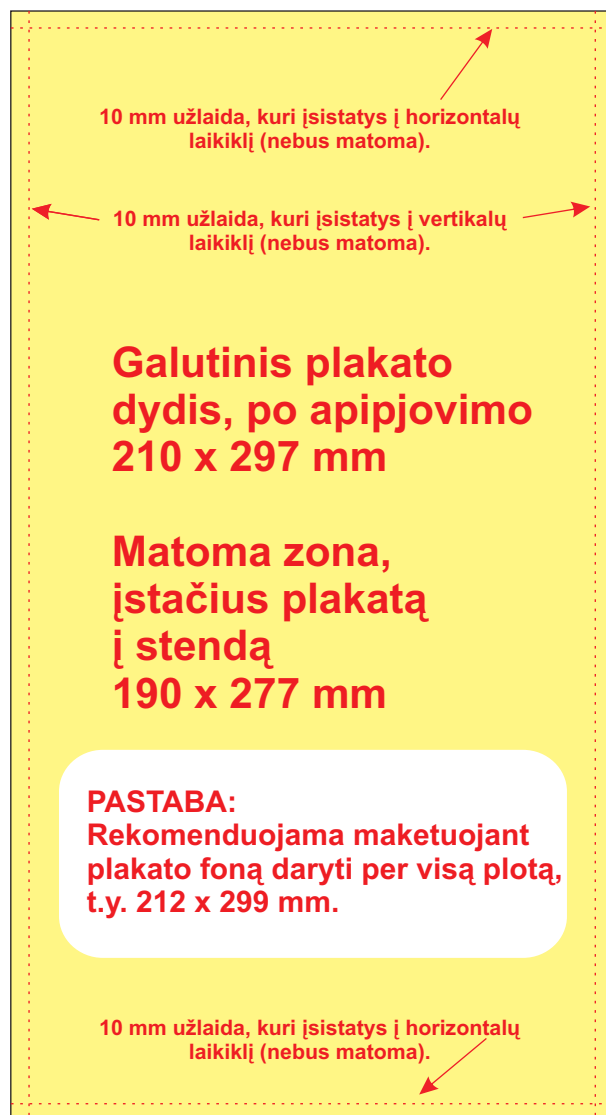 10 mm užlaida, kuri įsistatys į horizontalų
laikiklį (nebus matoma).
10 mm užlaida, kuri įsistatys į vertikalų
laikiklį (nebus matoma).
Galutinis plakato
dydis, po apipjovimo
210 x 297 mm
Matoma zona,
įstačius plakatą
į stendą
190 x 277 mm
PASTABA:
Rekomenduojama maketuojant
plakato foną daryti per visą plotą,
t.y. 212 x 299 mm.
10 mm užlaida, kuri įsistatys į horizontalų
laikiklį (nebus matoma).